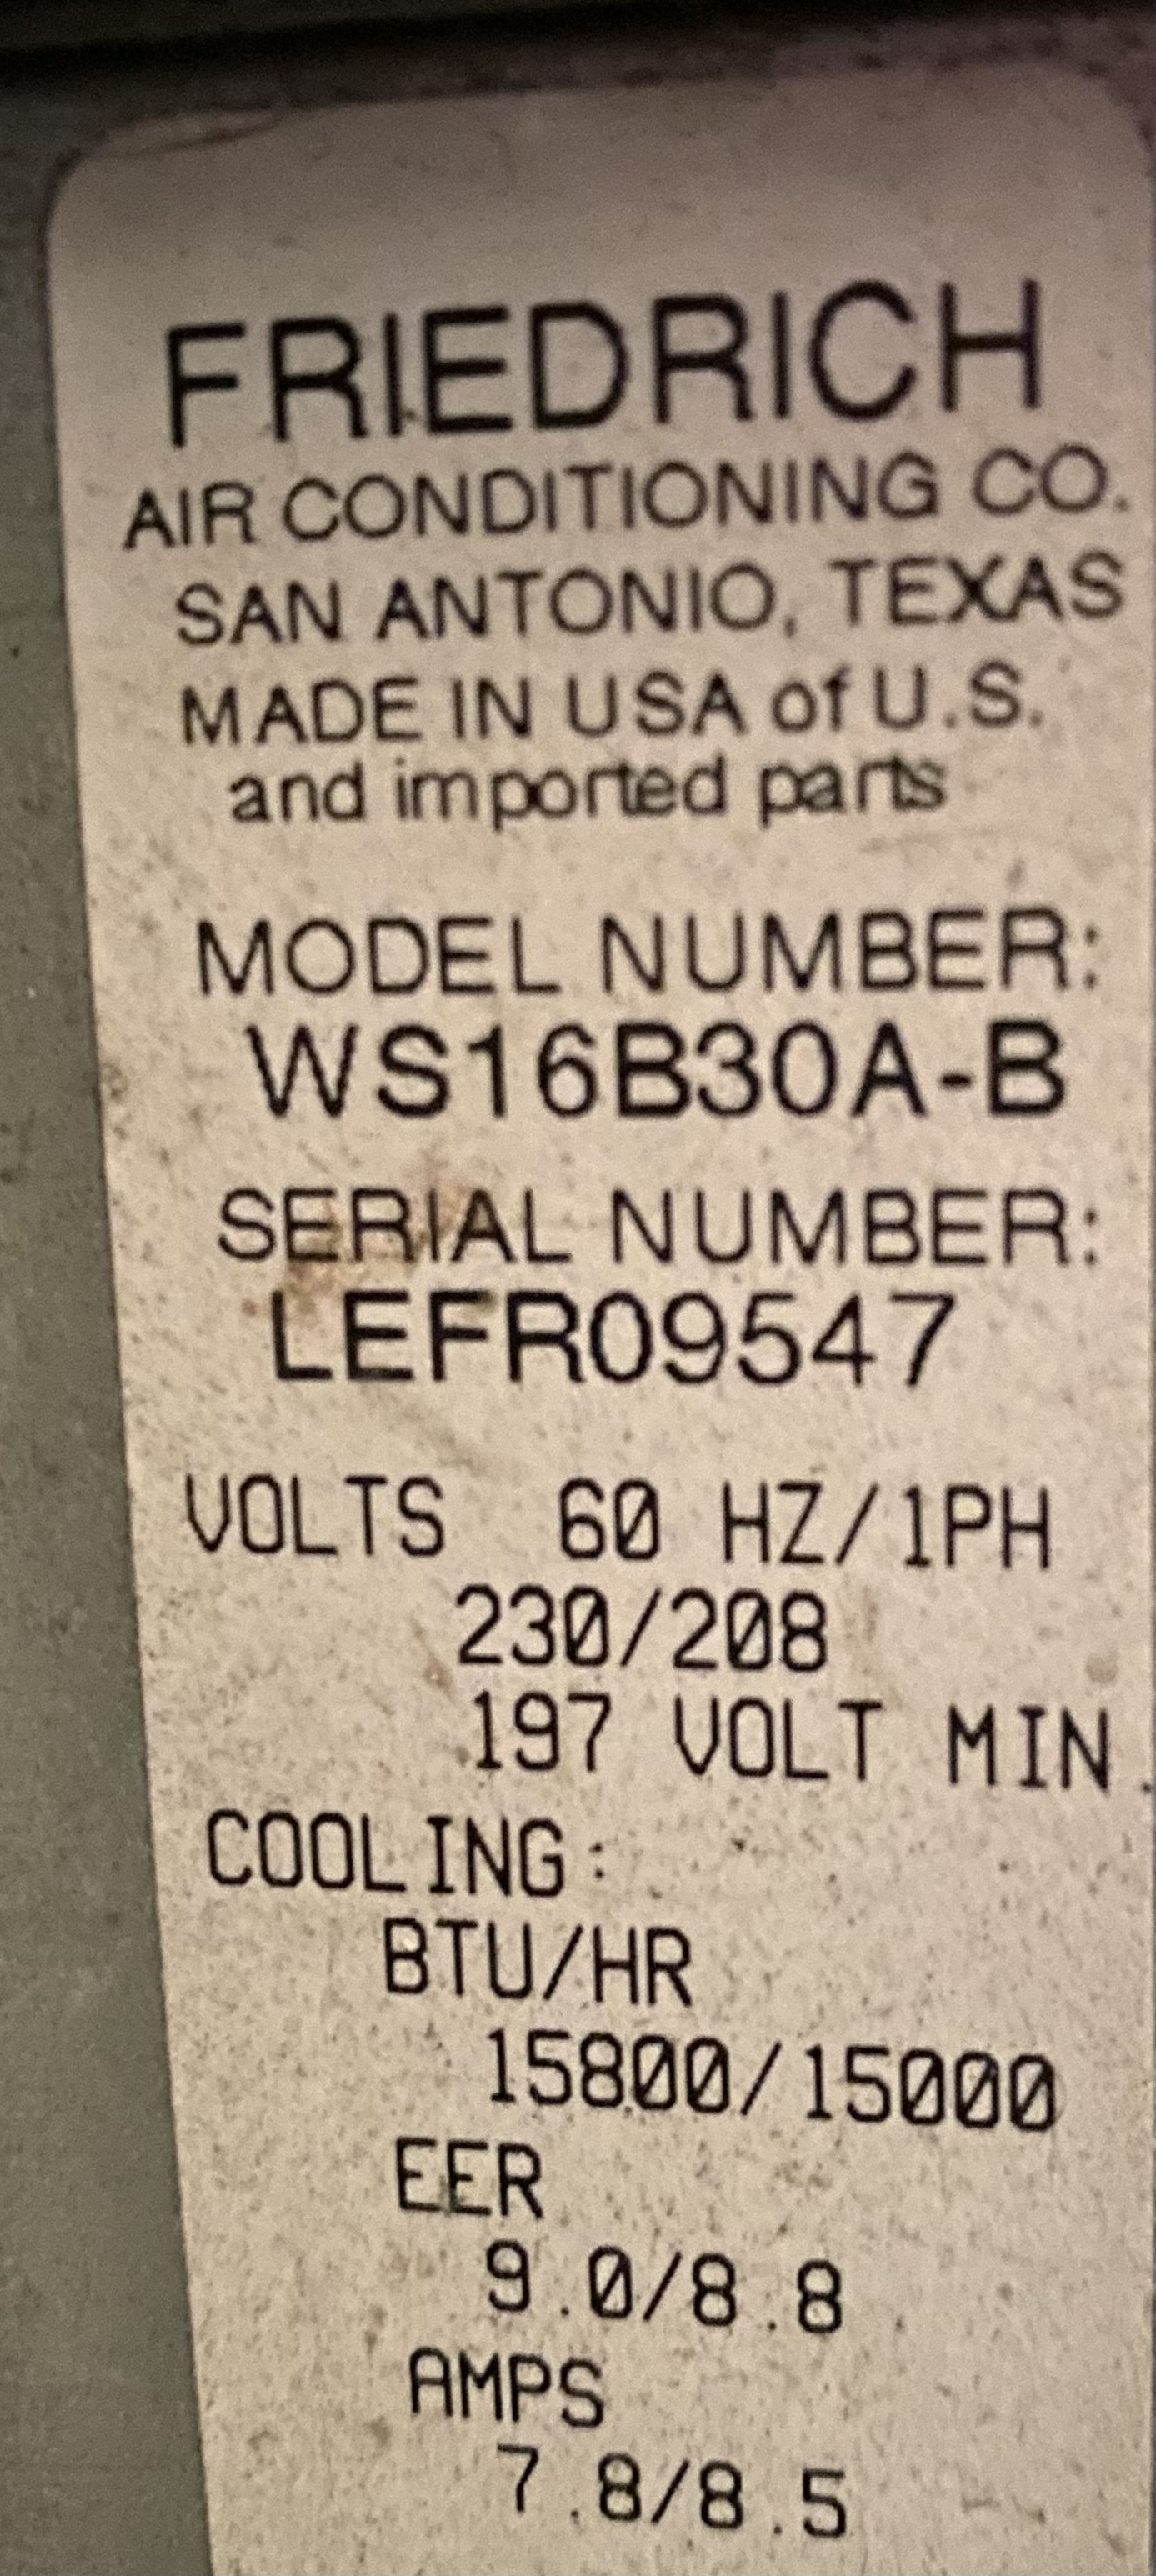 FRIEDRICH
AIR CONDITIONING CO.
SAN ANTONIO, TEXAS
MADE IN USA of U.S.
and imported parts
MODEL NUMBER:
WS16B30A-B
SERIAL NUMBER:
LEFR09547
VOLTS 60 HZ/1PH
230/208
197 VOLT MIN.
COOLING:
BTU/HR
15800/15000
EER
9.0/8.8
AMPS
7.8/8.5